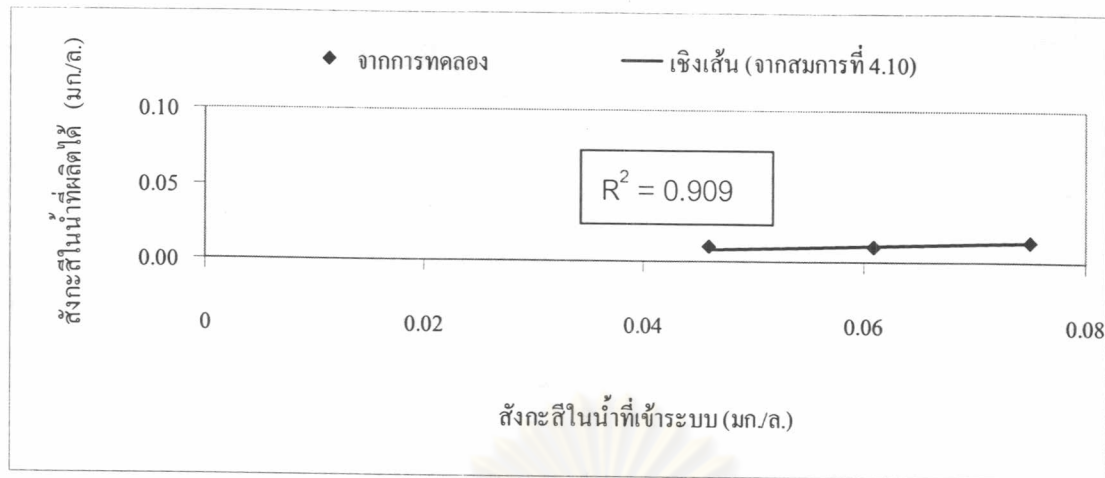 จากการทดลอง
เชิงเส้น (จากสมการที่ 4.10)
สังกะสีในน้ำที่ผลิตได้ (มก./ล.)
0.10
0.05
0.00
R² = 0.909
0 0.02 0.04 0.06 0.08
สังกะสีในน้ำที่เข้าระบบ (มก./ล.)